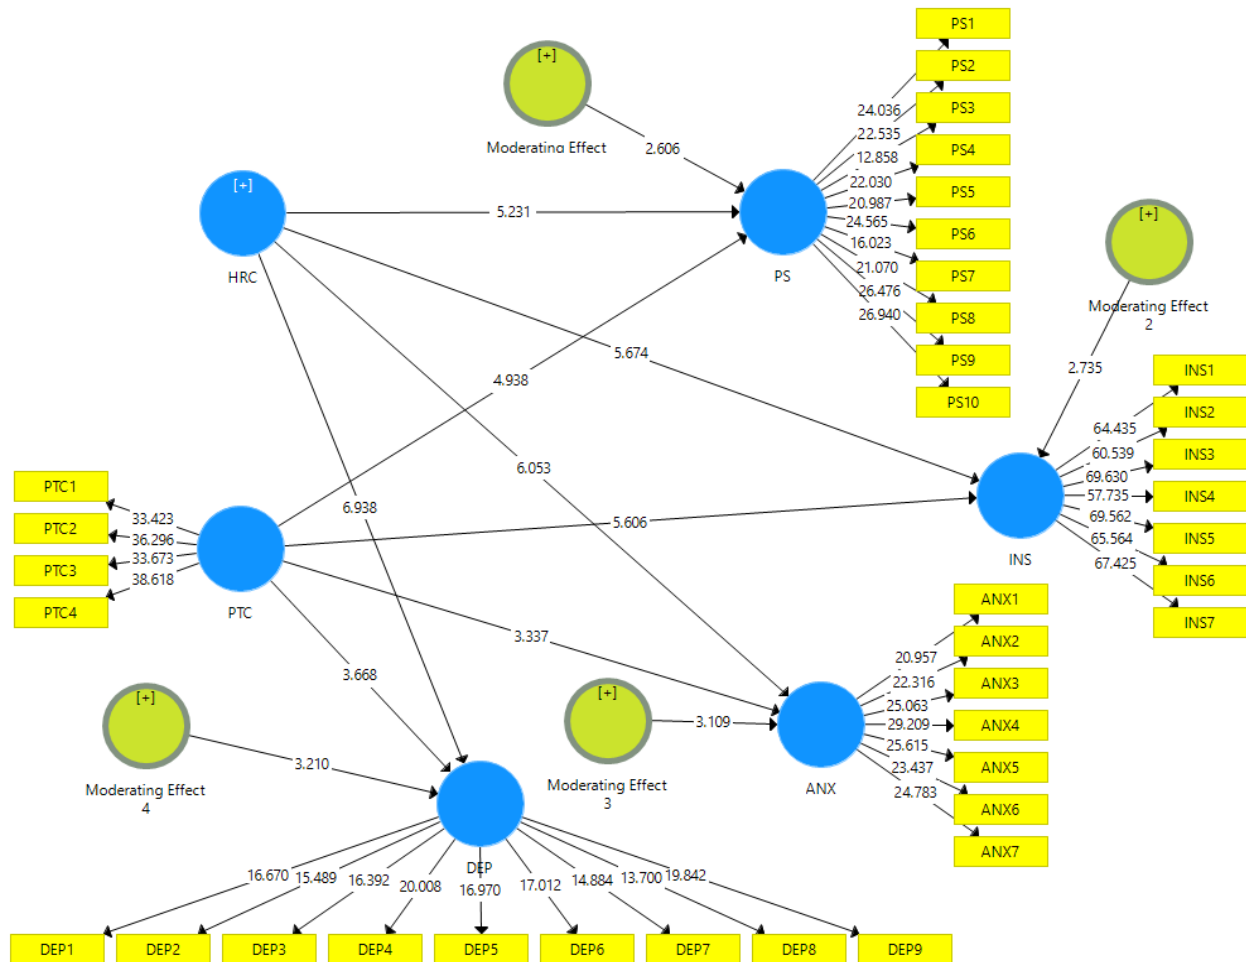 PS1
[+]
PS2
24.036
PS3
22.535
Moderating Effect
2.606
12.858
PS4
22.030
[+]
PS5
20.987
5.231
24.565
PS6
[+]
16.023
HRC
PS
21.070
PS7
26.476
Moderating Effect
2
26.940
PS8
5.674
PS9
2.735
INS1
4.938
PS10
INS2
64.435
INS3
60.539
6.053
69.630
PTC1
INS4
57.735
6.938
33.423
5.606
69.562
PTC2
36.296
INS5
65.564
33.673
PTC3
INS
67.425
INS6
38.618
ANX1
PTC4
PTC
INS7
3.337
ANX2
20.957
3.668
22.316
ANX3
[+]
[+]
25.063
3.109
29.209
ANX4
25.615
3.210
ANX5
23.437
Moderating Effect
4
Moderating Effect
3
ANX
24.783
ANX6
ANX7
DEP
16.670
15.489
16.392
20.008
16.970
17.012
14.884
13.700
19.842
DEP1
DEP2
DEP3
DEP4
DEP5
DEP6
DEP7
DEP8
DEP9